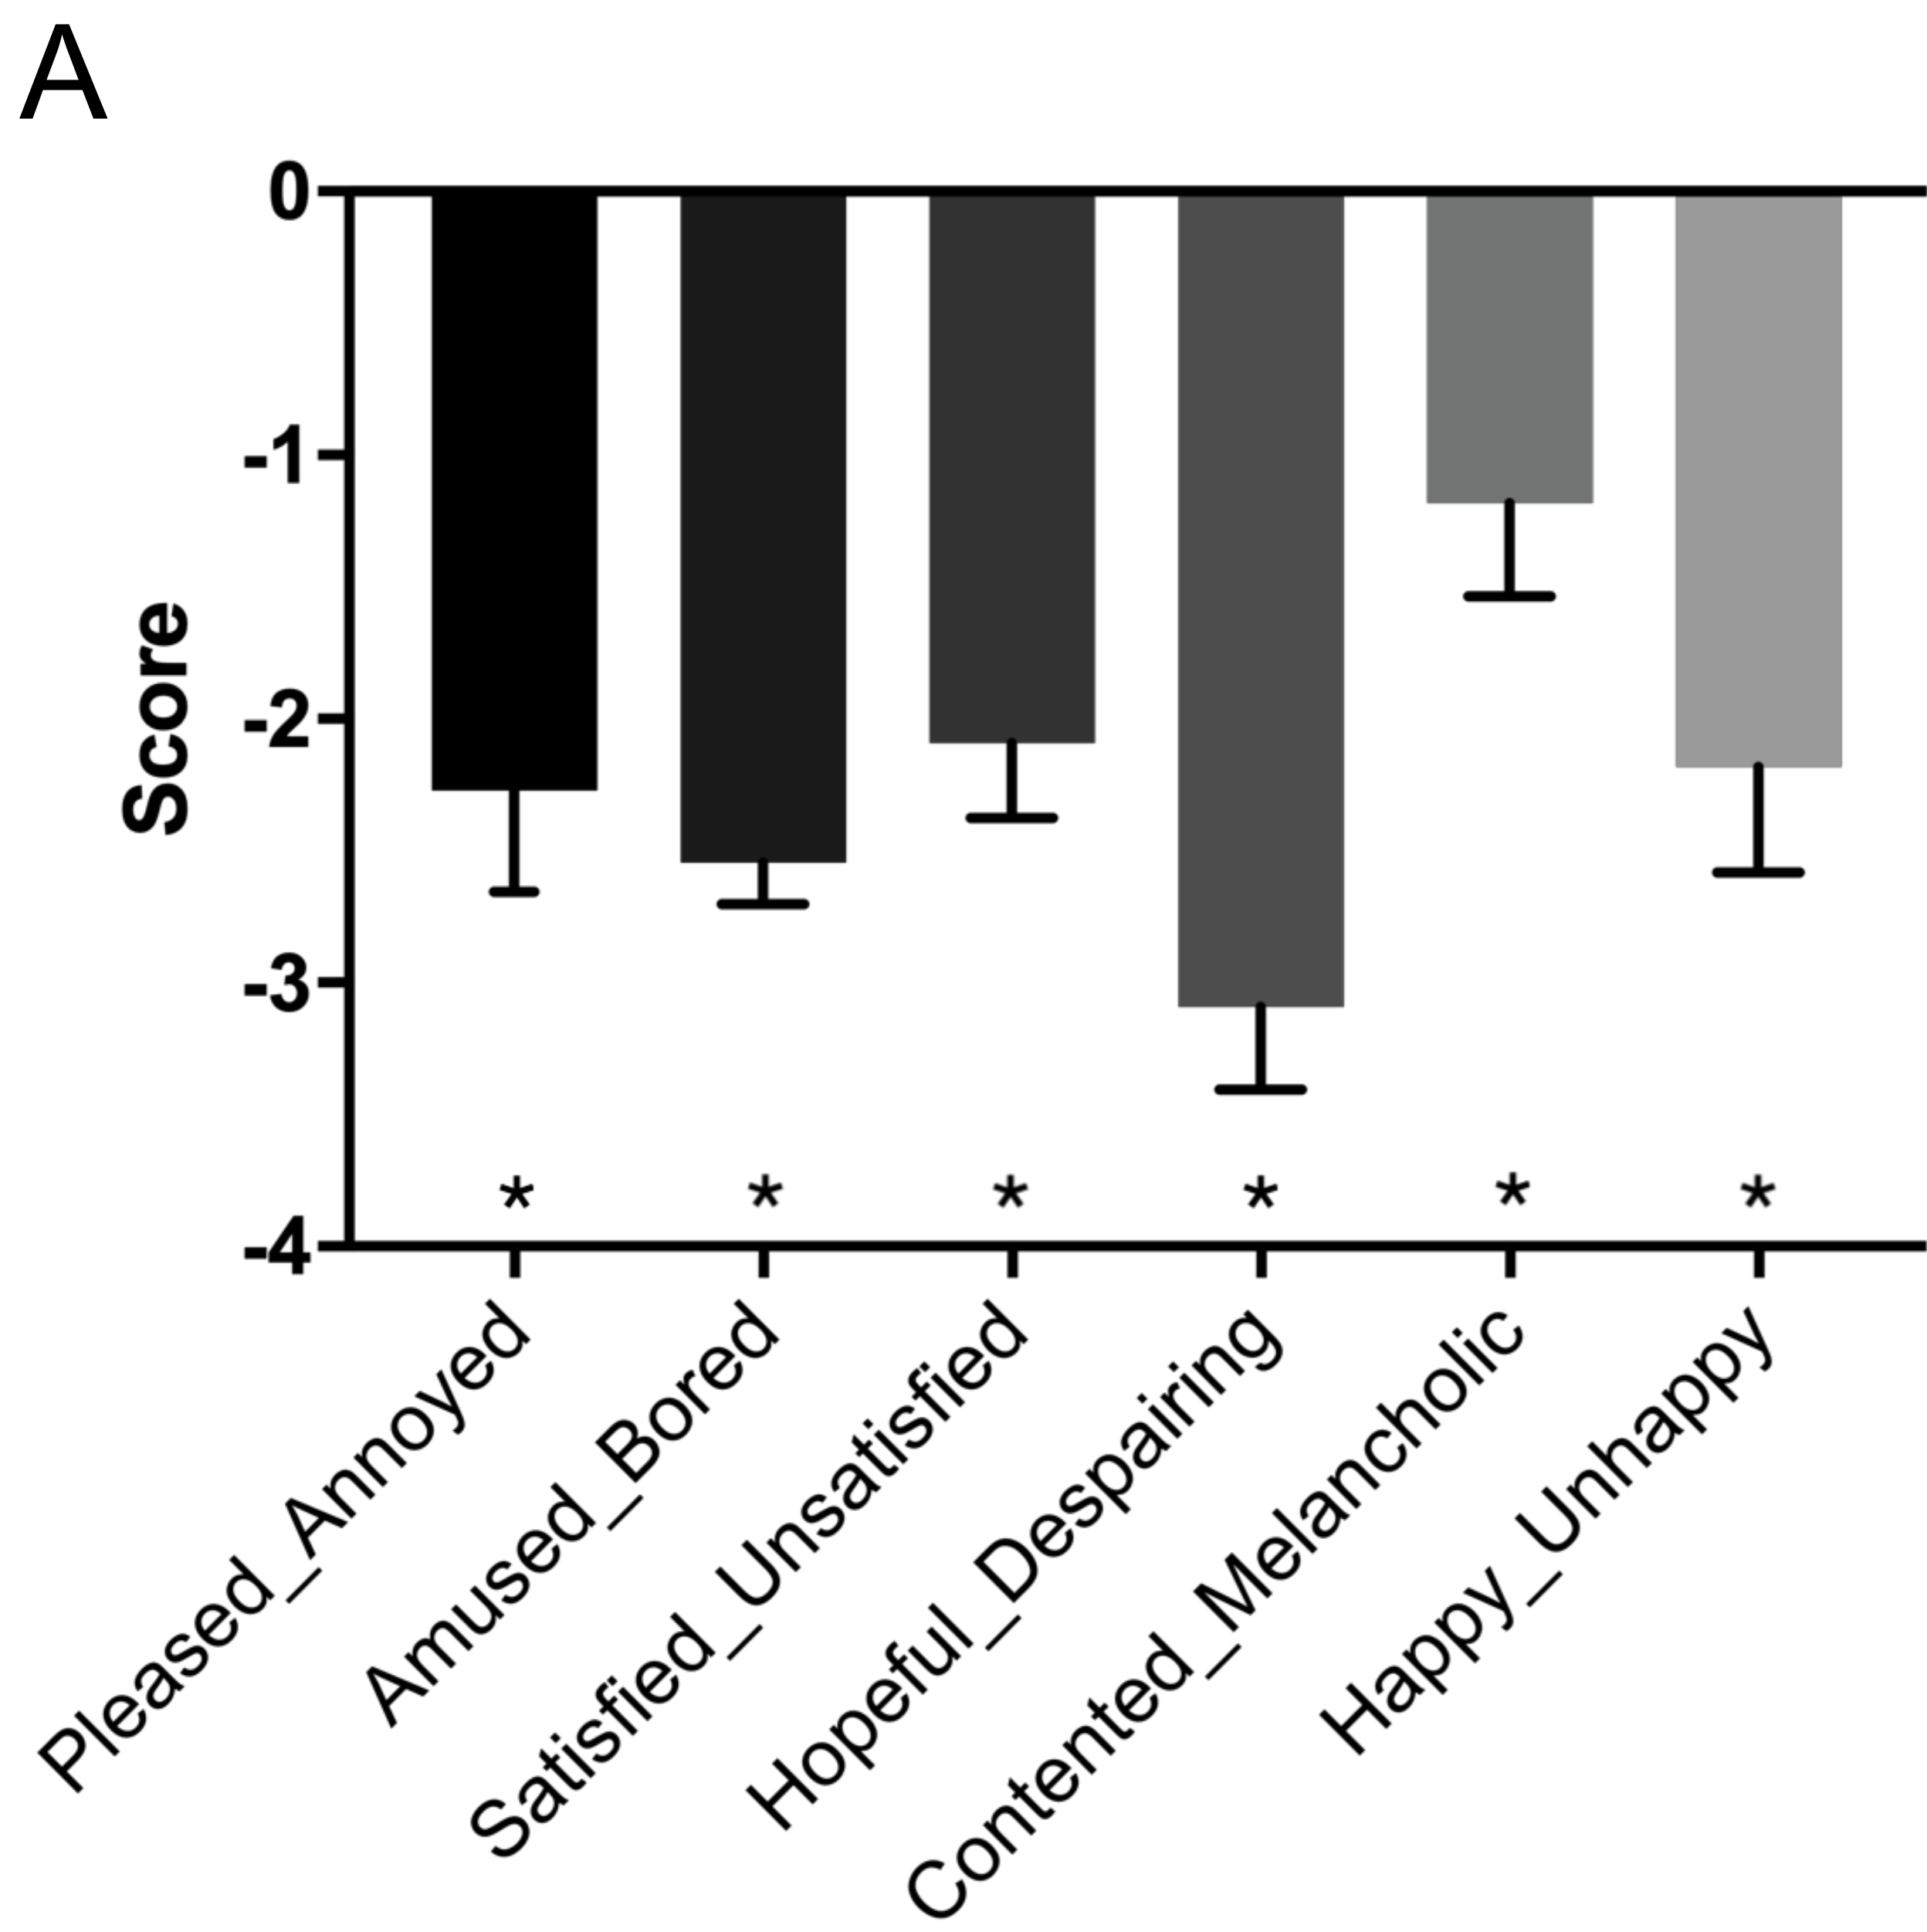 A
0
-1
-2
-3
-4
Score
* * * * * *
Pleased_Annoyed
Amused_Bored
Satisfied_Unsatisfied
Hopeful_Despairing
Contented_Melancholic
Happy_Unhappy